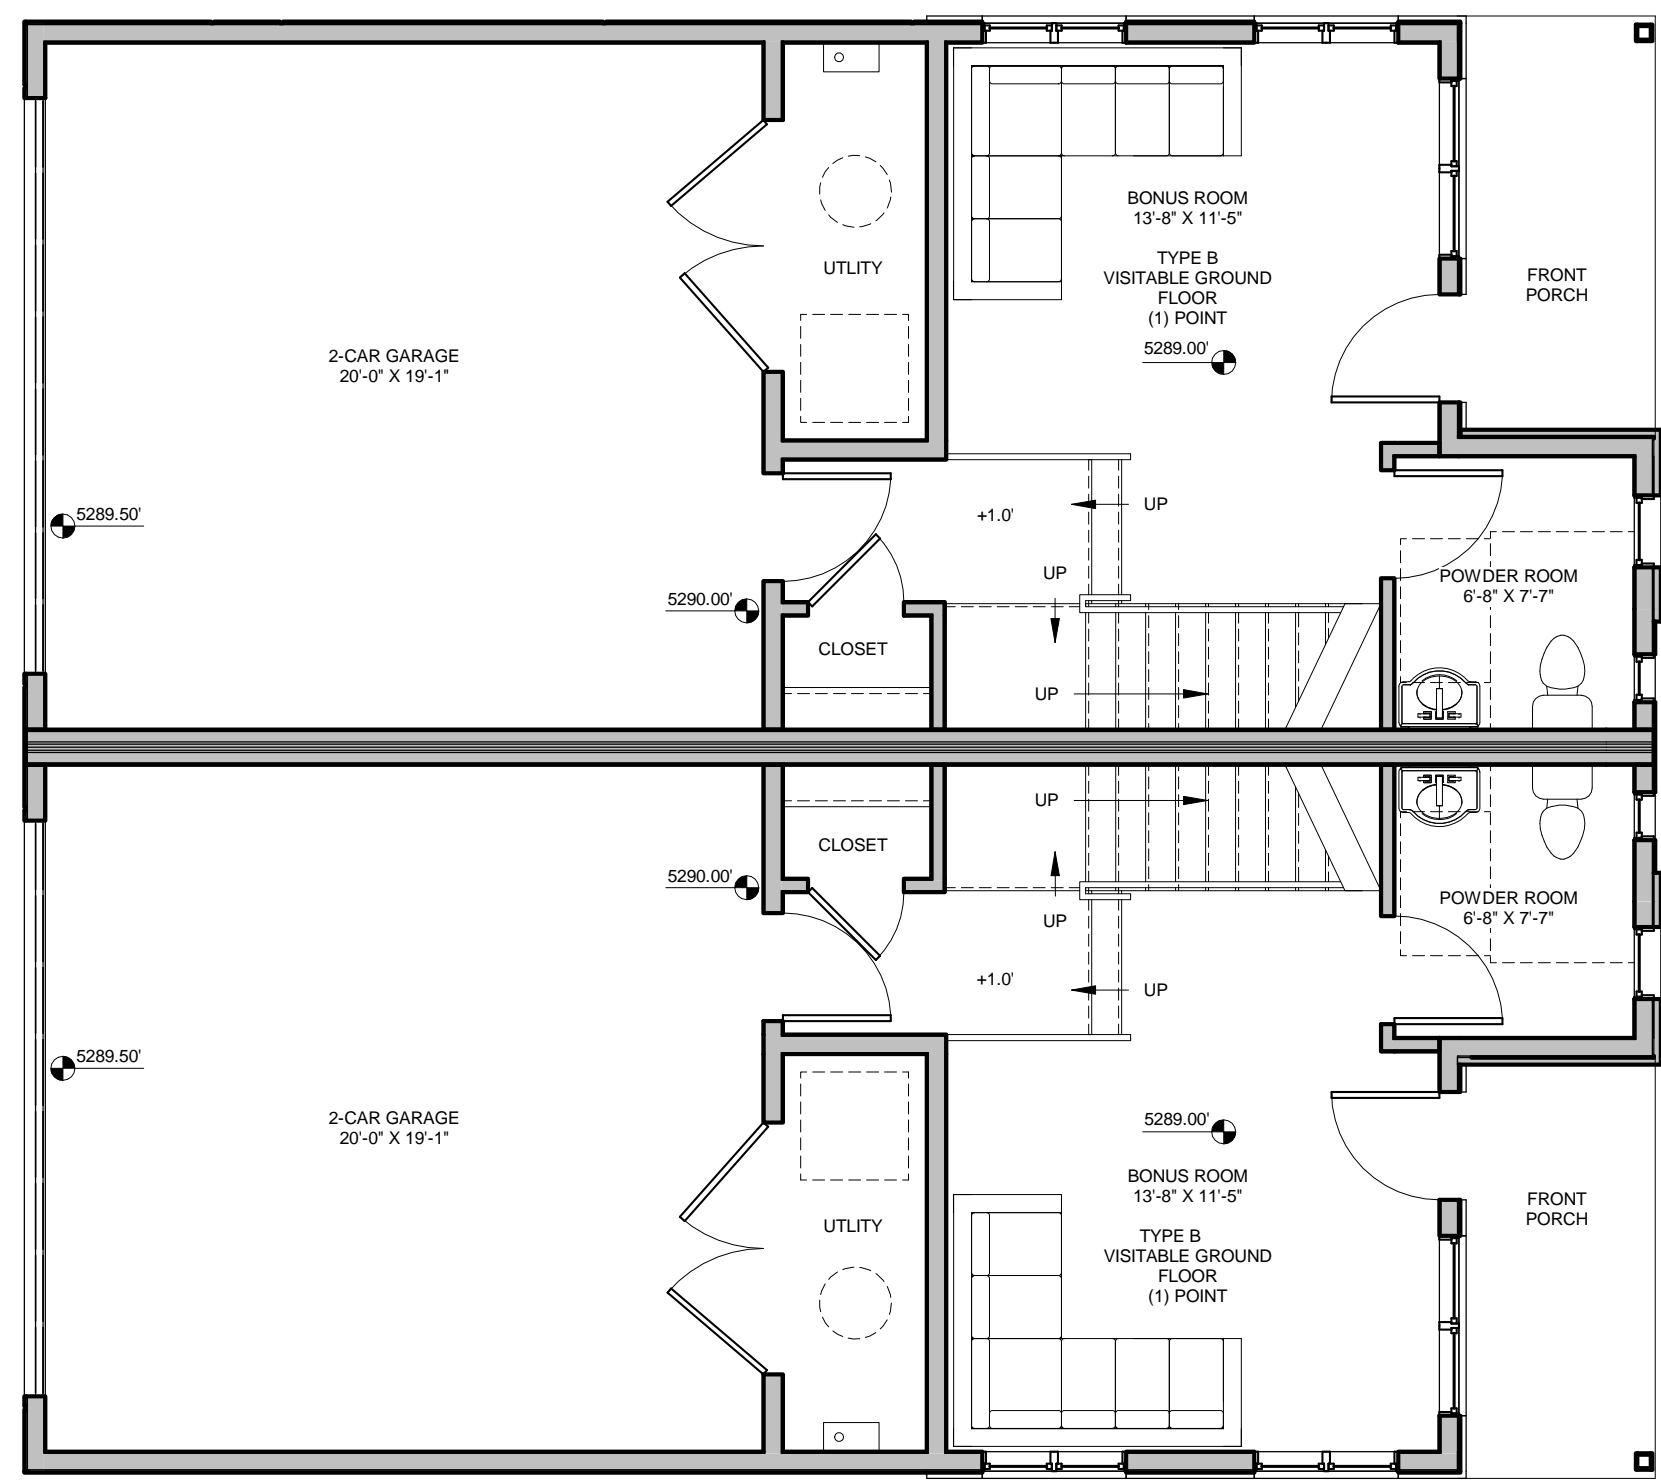 BONUS ROOM
13'-8" X 11'-5"
TYPE B
VISITABLE GROUND
FLOOR
(1) POINT
5289.00'
UTLITY
FRONT
PORCH
2-CAR GARAGE
20'-0" X 19'-1"
5289.50'
+1.0'
UP
UP
5290.00'
POWDER ROOM
6'-8" X 7'-7"
CLOSET
UP
UP
CLOSET
5290.00'
POWDER ROOM
6'-8" X 7'-7"
UP
+1.0'
UP
5289.50'
2-CAR GARAGE
20'-0" X 19'-1"
5289.00'
BONUS ROOM
13'-8" X 11'-5"
UTLITY
TYPE B
VISITABLE GROUND
FLOOR
(1) POINT
FRONT
PORCH